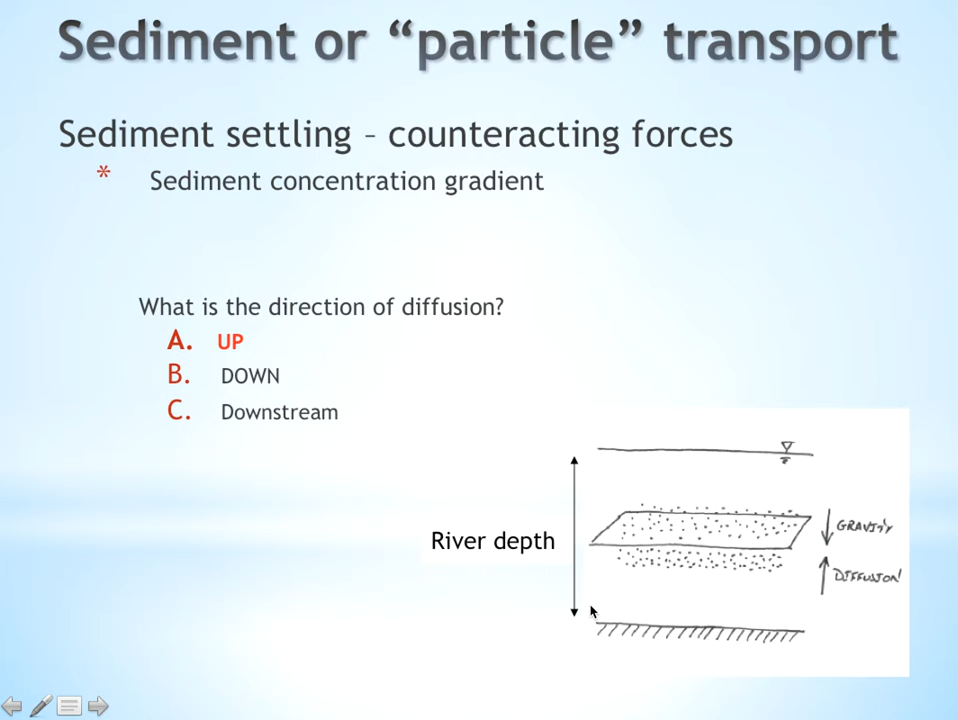 Sediment or “particle” transport
Sediment settling – counteracting forces
* Sediment concentration gradient
What is the direction of diffusion?
A. UP
B. DOWN
C. Downstream
River depth
GRAVITY
DIFFUSION